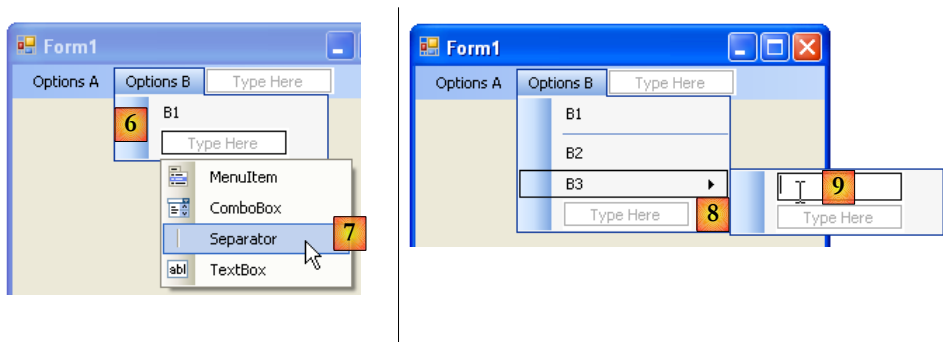 Form1
Options A Options B Type Here
6 B1
Type Here
MenuItem
ComboBox
Separator 7
abl TextBox
Form1
Options A Options B Type Here
B1
B2
B3 9
Type Here 8 Type Here